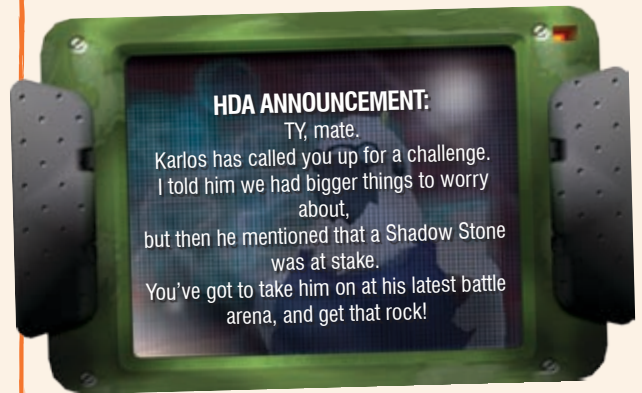 HDA ANNOUNCEMENT:
TY, mate.
Karlos has called you up for a challenge.
I told him we had bigger things to worry
about,
but then he mentioned that a Shadow Stone
was at stake.
You've got to take him on at his latest battle
arena, and get that rock!